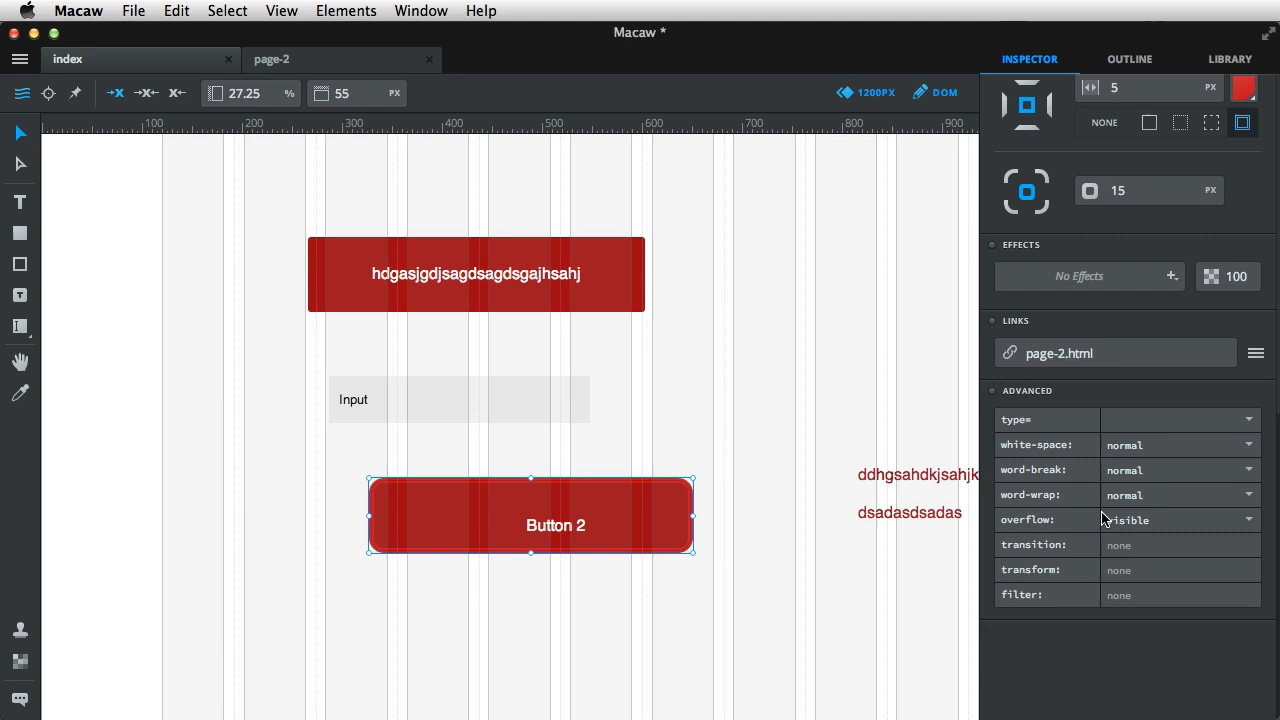 Macaw File Edit Select View Elements Window Help
Macaw *
index × page-2 × INSPECTOR OUTLINE LIBRARY
27.25 % 55 PX 1200PX DOM
5 PX
100 200 300 400 500 600 700 800 900
NONE
15 PX
EFFECTS
No Effects 100
hdgasjgdjsagdsagdsgajhsahj
LINKS
page-2.html
ADVANCED
Input
type=
white-space: normal
word-break: normal
word-wrap: normal
overflow: visible
transition: none
transform: none
filter: none
ddhgsahdkjsahjk
dsadasdsadas
Button 2